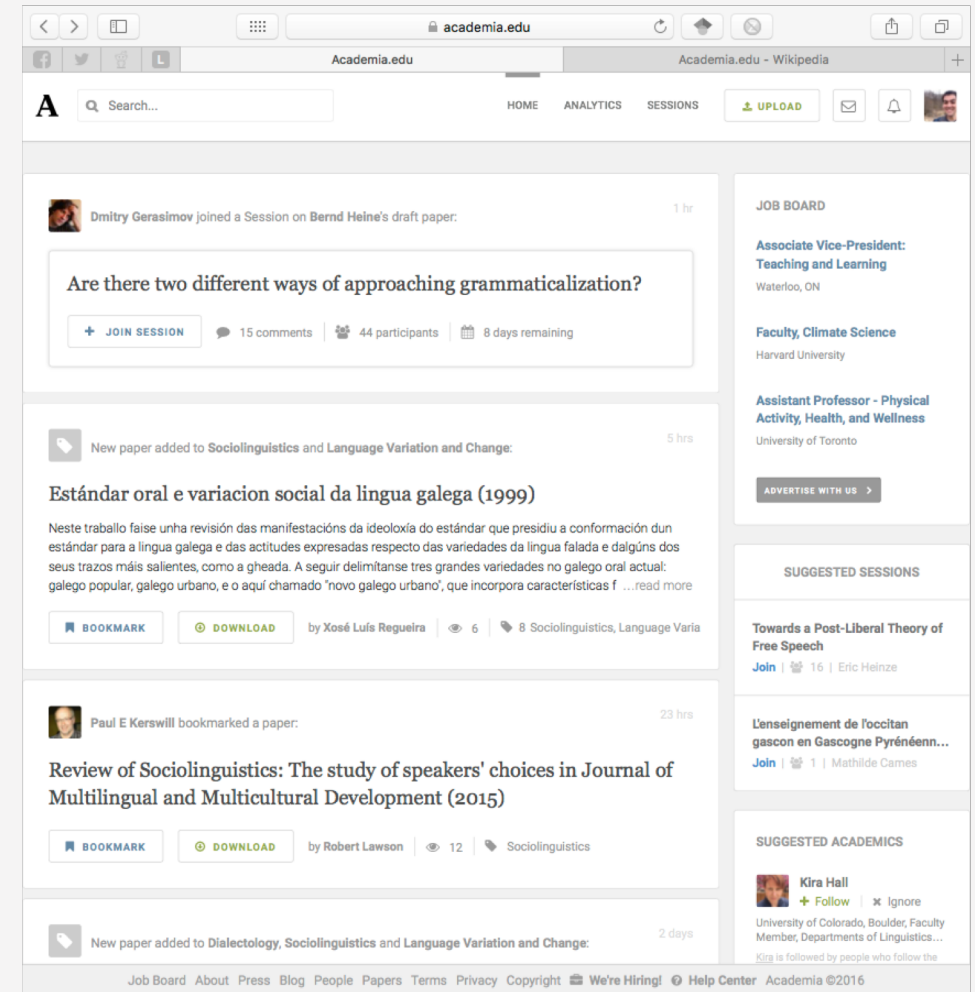 academia.edu
Academia.edu
Academia.edu - Wikipedia
A
Search...
HOME
ANALYTICS
SESSIONS
UPLOAD
Dmitry Gerasimov joined a Session on Bernd Heine's draft paper:
1 hr
Are there two different ways of approaching grammaticalization?
JOIN SESSION
15 comments
44 participants
8 days remaining
New paper added to Sociolinguistics and Language Variation and Change:
5 hrs
Estándar oral e variacion social da lingua galega (1999)
Neste traballo faise unha revisión das manifestacións da ideoloxía do estándar que presidiu a conformación dun
estándar para a lingua galega e das actitudes expresadas respecto das variedades da lingua falada e dalgúns dos
seus trazos máis salientes, como a gheada. A seguir delimítanse tres grandes variedades no galego oral actual:
galego popular, galego urbano, e o aquí chamado "novo galego urbano", que incorpora características f ...read more
BOOKMARK
DOWNLOAD
by Xosé Luís Regueira
6
8 Sociolinguistics, Language Varia
Paul E Kerswill bookmarked a paper:
23 hrs
Review of Sociolinguistics: The study of speakers' choices in Journal of
Multilingual and Multicultural Development (2015)
BOOKMARK
DOWNLOAD
by Robert Lawson
12
Sociolinguistics
New paper added to Dialectology, Sociolinguistics and Language Variation and Change:
2 days
JOB BOARD
Associate Vice-President:
Teaching and Learning
Waterloo, ON
Faculty, Climate Science
Harvard University
Assistant Professor - Physical
Activity, Health, and Wellness
University of Toronto
ADVERTISE WITH US >
SUGGESTED SESSIONS
Towards a Post-Liberal Theory of
Free Speech
Join | 16 | Eric Heinze
L'enseignement de l'occitan
gascon en Gascogne Pyrénéenn...
Join | 1 | Mathilde Cames
SUGGESTED ACADEMICS
Kira Hall
+ Follow
x Ignore
University of Colorado, Boulder, Faculty
Member, Departments of Linguistics...
Kira is followed by people who follow the
Job Board About Press Blog People Papers Terms Privacy Copyright We're Hiring! Help Center Academia ©2016